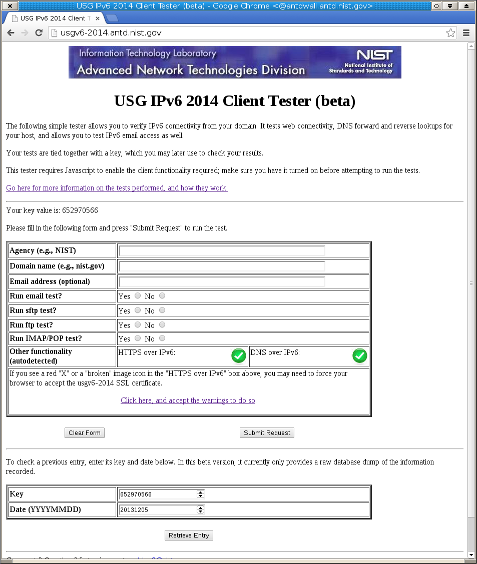 USG IPv6 2014 Client Tester (beta) - Google Chrome <@antdwall.antd.nist.gov>
USG IPv6 2014 Client T
usgv6-2014.antd.nist.gov
Information Technology Laboratory
Advanced Network Technologies Division
NIST
National Institute of
Standards and Technology
USG IPv6 2014 Client Tester (beta)
The following simple tester allows you to verify IPv6 connectivity from your domain. It tests web connectivity, DNS forward and reverse lookups for
your host, and allows you to test IPv6 email access as well.
Your tests are tied together with a key, which you may later use to check your results.
This tester requires Javascript to enable the client functionality required; make sure you have it turned on before attempting to run the tests.
Go here for more information on the tests performed, and how they work.
Your key value is: 652970566
Please fill in the following form and press "Submit Request" to run the test.
Agency (e.g., NIST)
Domain name (e.g., nist.gov)
Email address (optional)
Run email test? Yes No
Run sftp test? Yes No
Run ftp test? Yes No
Run IMAP/POP test? Yes No
Other functionality
(autodetected)
HTTPS over IPv6: DNS over IPv6
If you see a red "X" or a "broken" image icon in the "HTTPS over IPv6" box above, you may need to force your
browser to accept the usgv6-2014 SSL certificate.
Click here, and accept the warnings to do so
Clear Form Submit Request
To check a previous entry, enter its key and date below. In this beta version, it currently only provides a raw database dump of the information
recorded.
Key 652970566
Date (YYYYMMDD) 20131205
Retrieve Entry